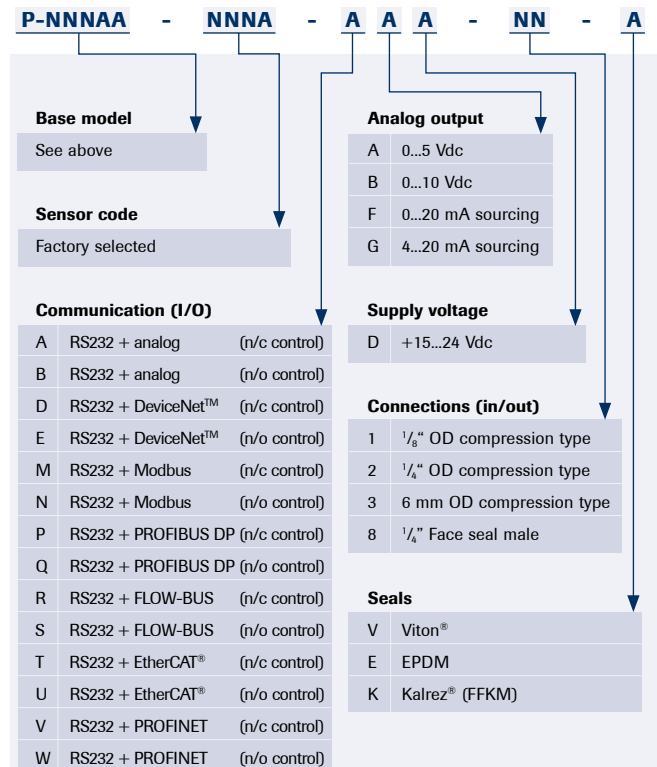 P-NNNAA - NNNA - A A A - NN - A
Base model
See above
Sensor code
Factory selected
Communication (I/O)
A RS232 + analog (n/c control)
B RS232 + analog (n/o control)
D RS232 + DeviceNet™ (n/c control)
E RS232 + DeviceNet™ (n/o control)
M RS232 + Modbus (n/c control)
N RS232 + Modbus (n/o control)
P RS232 + PROFIBUS DP (n/c control)
Q RS232 + PROFIBUS DP (n/o control)
R RS232 + FLOW-BUS (n/c control)
S RS232 + FLOW-BUS (n/o control)
T RS232 + EtherCAT® (n/c control)
U RS232 + EtherCAT® (n/o control)
V RS232 + PROFINET (n/c control)
W RS232 + PROFINET (n/o control)
Analog output
A 0...5 Vdc
B 0...10 Vdc
F 0...20 mA sourcing
G 4...20 mA sourcing
Supply voltage
D +15...24 Vdc
Connections (in/out)
1 1/8“ OD compression type
2 1/4“ OD compression type
3 6 mm OD compression type
8 1/4” Face seal male
Seals
V Viton®
E EPDM
K Kalrez® (FFKM)